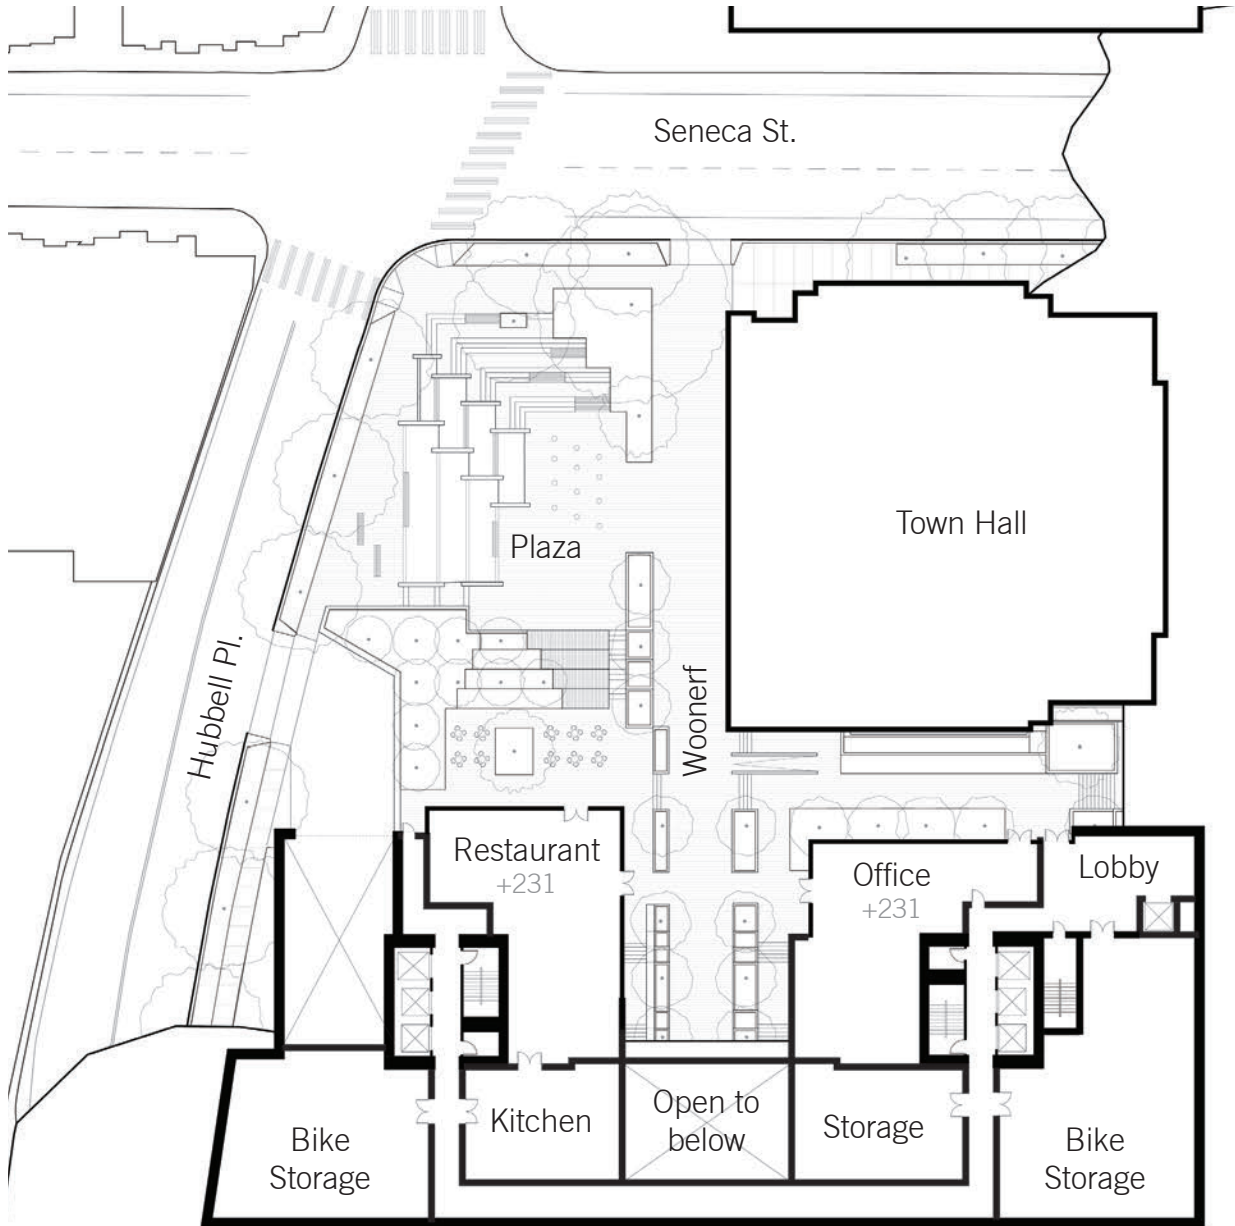 Seneca St.
Town Hall
Plaza
Hubbell Pl.
Woonerf
Restaurant
+231
Office
+231
Lobby
Kitchen
Open to
below
Storage
Bike
Storage
Bike
Storage